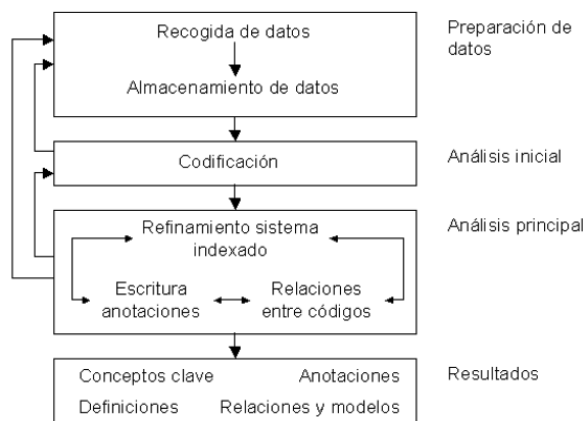 Recogida de datos
Almacenamiento de datos
Preparación de
datos
Codificación
Análisis inicial
Refinamiento sistema
indexado
Escritura
anotaciones
Relaciones
entre códigos
Análisis principal
Conceptos clave
Anotaciones
Definiciones
Relaciones y modelos
Resultados